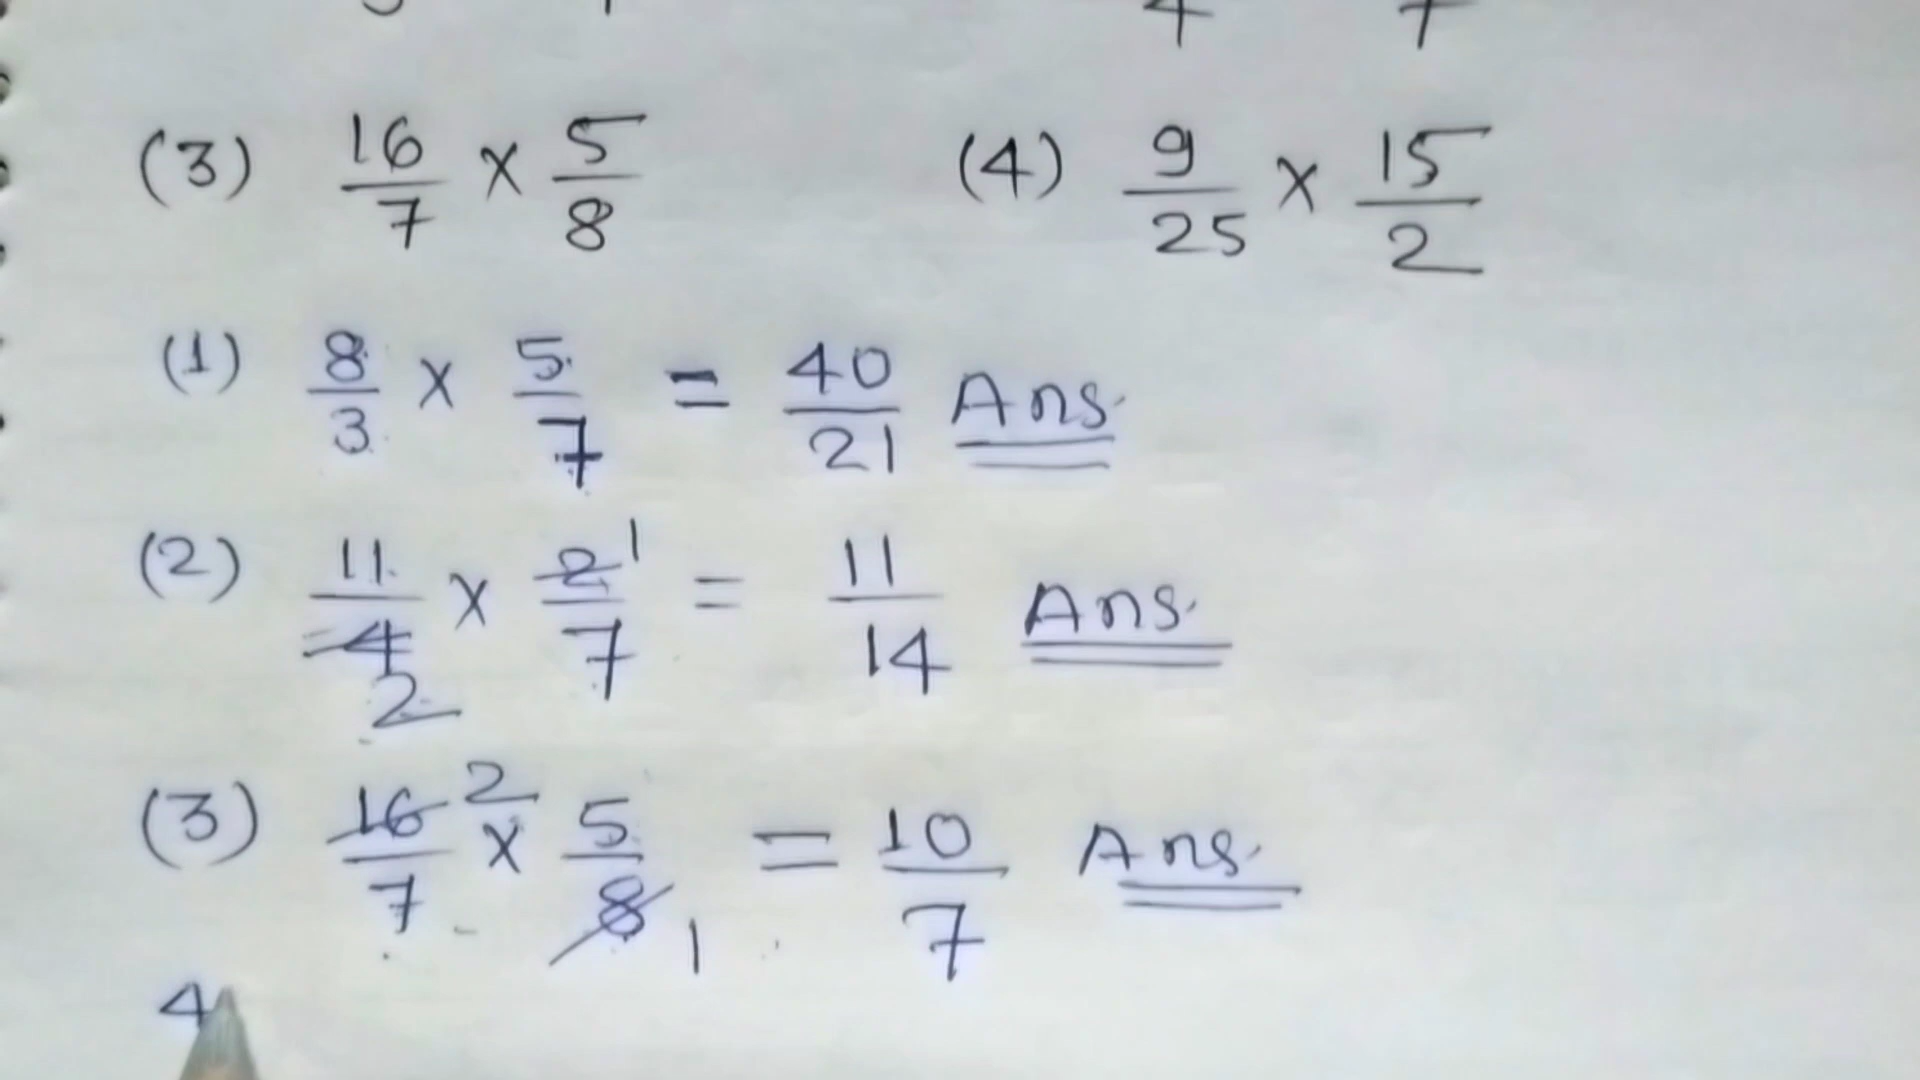 (3) 16/7 × 5/8 (4) 9/25 × 15/2
(1) 8/3 × 5/7 = 40/21 Ans.
(2) 11/4 2 × 2/7 1 = 11/14 Ans.
(3) 16/7 2 × 5/8 1 = 10/7 Ans.
4